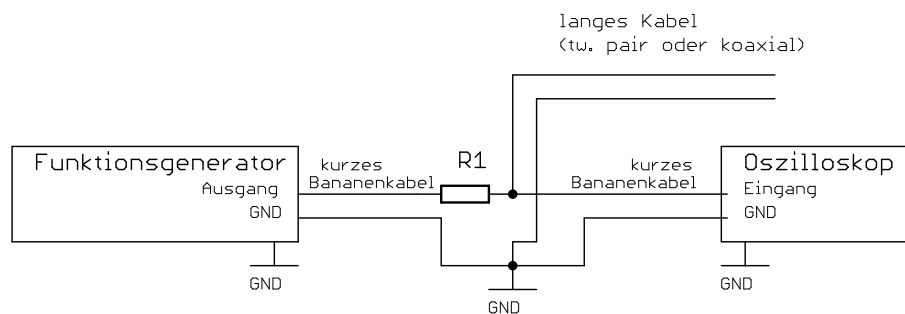 langes Kabel
(tw. pair oder koaxial)
Funktionsgenerator
Ausgang
GND
kurzes
Bananenkabel
R1
kurzes
Bananenkabel
Oszilloskop
Eingang
GND
GND
GND
GND